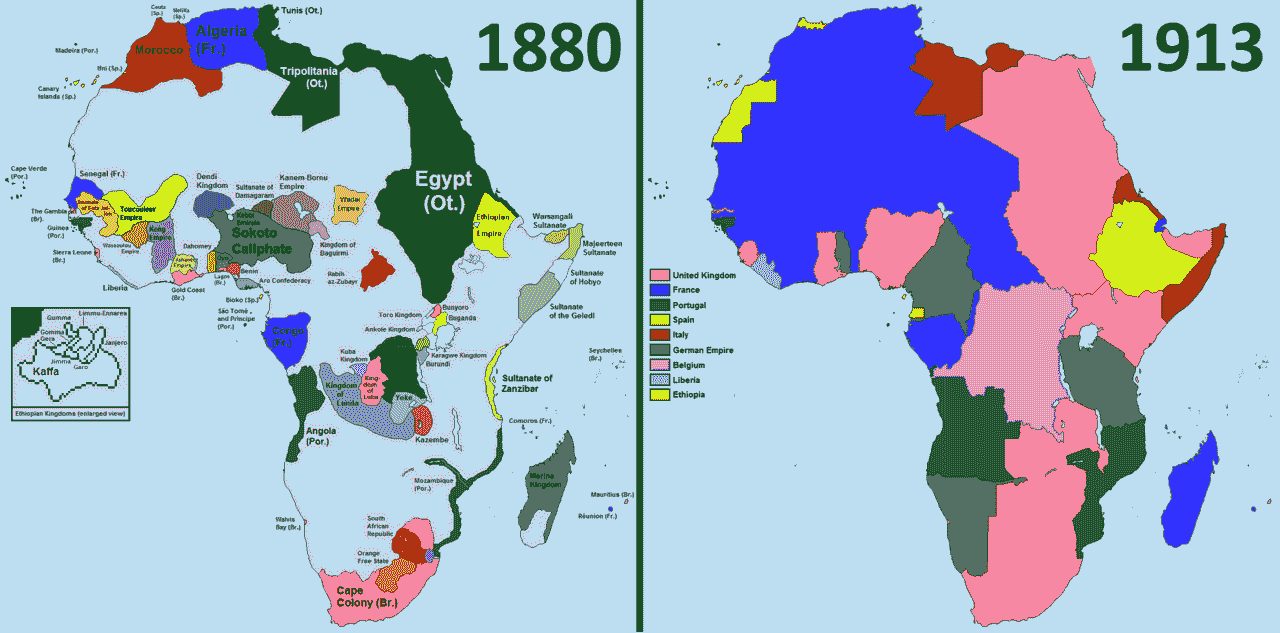 1880
Ceuta
(Sp.)
Melilla
(Sp.)
Tunis (Ot.)
Madeira (Por.)
Morocco
Algeria
(Fr.)
Ifni (Sp.)
Canary
Islands (Sp.)
Tripolitania
(Ot.)
Egypt
(Ot.)
Cape Verde
(Por.)
Senegal (Fr.)
The Gambia
(Br.)
Guinea
(Por.)
Sierra Leone
(Br.)
Liberia
Toucouleur
Empire
Wassoulou
Empire
Kong
Empire
Ashanti
Empire
Gold Coast
(Br.)
Dahomey
Dendi
Kingdom
Sultanate of
Damagaram
Kanem-Bornu
Empire
Kebbi
Emirate
Sokoto
Caliphate
Oyo
Lagos
(Br.)
Benin
Aro Confederacy
Kingdom of
Baguirmi
Wadai
Empire
Rabih
az-Zubayr
Ethiopian
Empire
Warsangali
Sultanate
Majeerteen
Sultanate
Sultanate
of Hobyo
Sultanate
of the Geledi
Bioko (Sp.)
São Tomé
and Príncipe
(Por.)
Congo
(Fr.)
Toro Kingdom
Bunyoro
Buganda
Ankole Kingdom
Karagwe Kingdom
Burundi
Kuba
Kingdom
Kingdom
of
Lunda
King-
dom of
Luba
Yeke
Kazembe
Sultanate of
Zanzibar
Seychelles
(Br.)
Comoros (Fr.)
Angola
(Por.)
Mozambique
(Por.)
Merina
Kingdom
Mauritius (Br.)
Réunion (Fr.)
Walvis
Bay (Br.)
South
African
Republic
Orange
Free State
Cape
Colony (Br.)
Gumma
Limmu-Ennarea
Gomma
Gera
Janjero
Jimma
Garo
Kaffa
Ethiopian Kingdoms (enlarged view)
1913
United Kingdom
France
Portugal
Spain
Italy
German Empire
Belgium
Liberia
Ethiopia